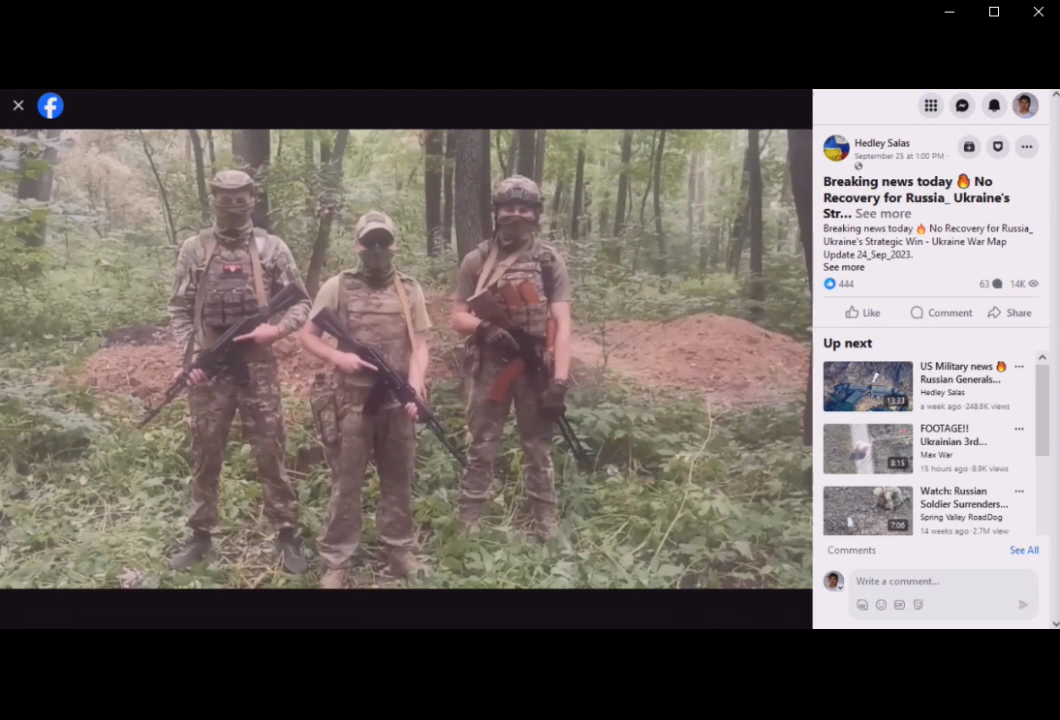 Hedley Salas
September 25 at 1:00 PM ·
Breaking news today 🔥 No
Recovery for Russia_ Ukraine's
Str... See more
Breaking news today 🔥 No Recovery for Russia_
Ukraine's Strategic Win - Ukraine War Map
Update 24_Sep_2023.
See more
444
63
14K
Like
Comment
Share
Up next
US Military news 🔥
Russian Generals...
Hedley Salas
a week ago · 248.6K views
13:33
FOOTAGE!!
Ukrainian 3rd...
Max War
15 hours ago · 8.9K views
8:15
Watch: Russian
Soldier Surrenders...
Spring Valley RoadDog
14 weeks ago · 2.7M view
7:06
Comments
See All
Write a comment...
GIF